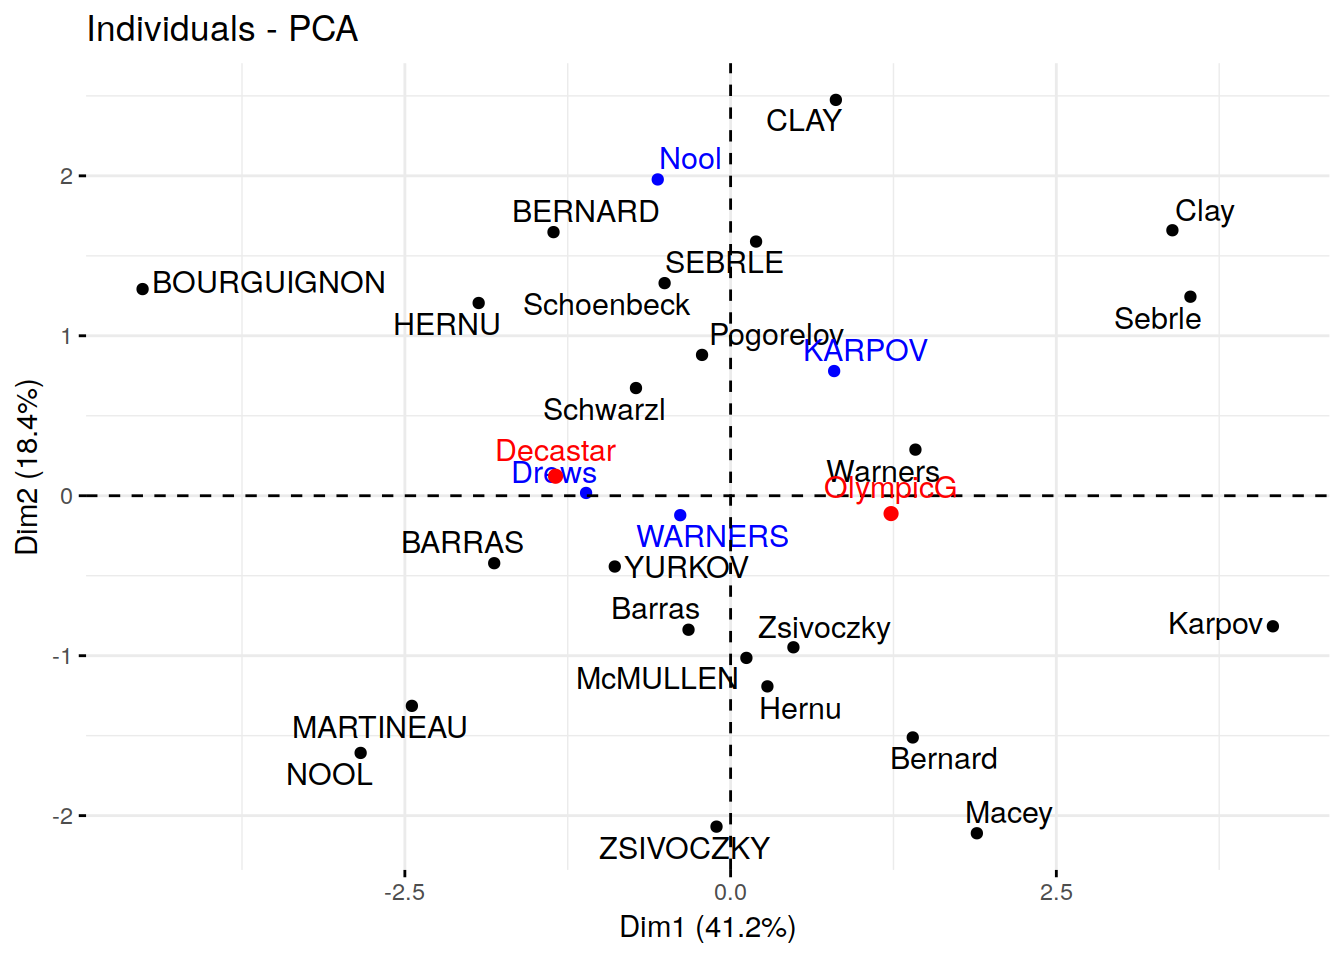 Individuals - PCA
CLAY
Nool
BERNARD
Clay
SEBRLE
BOURGUIGNON
Schoenbeck
HERNU
Sebrle
Pogorelov
KARPOV
Schwarzl
Decastar
Drews
Warners
OlympicG
WARNERS
BARRAS
YURKOV
Barras
Zsivoczky
Karpov
McMULLEN
Hernu
MARTINEAU
Bernard
NOOL
Macey
ZSIVOCZKY
2
1
0
-1
-2
Dim2 (18.4%)
-2.5
0.0
2.5
Dim1 (41.2%)